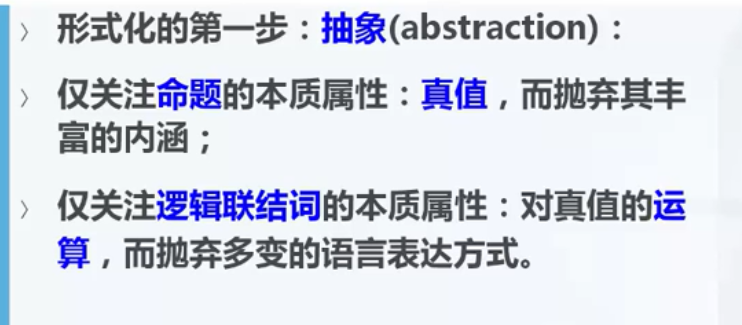 形式化的第一步：抽象(abstraction)：
仅关注命题的本质属性：真值，而抛弃其丰
富的内涵；
仅关注逻辑联结词的本质属性：对真值的运
算，而抛弃多变的语言表达方式。